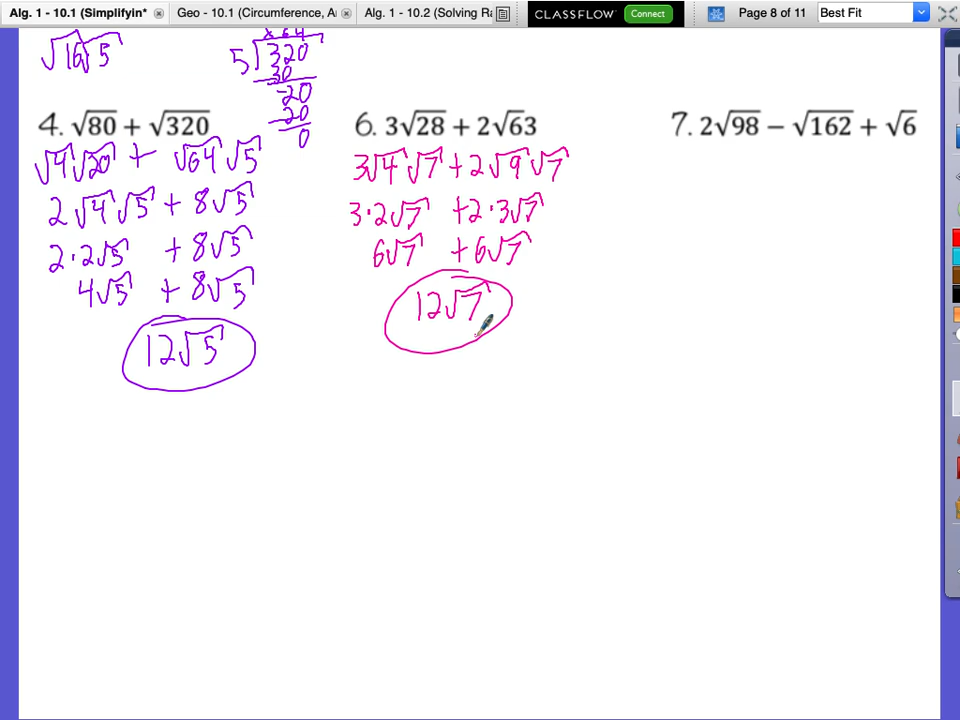 Alg. 1 - 10.1 (Simplifyin*
Geo - 10.1 (Circumference, A
Alg. 1 - 10.2 (Solving Ra
CLASSFLOW
Connect
Page 8 of 11
Best Fit
√16√5
x64
5 320
30
-20
-20
0
4. √80 + √320
√4√20 + √64√5
2√4√5 + 8√5
2·2√5 + 8√5
4√5 + 8√5
12√5
6. 3√28 + 2√63
3√4√7 + 2√9√7
3·2√7 + 2·3√7
6√7 + 6√7
12√7
7. 2√98 − √162 + √6